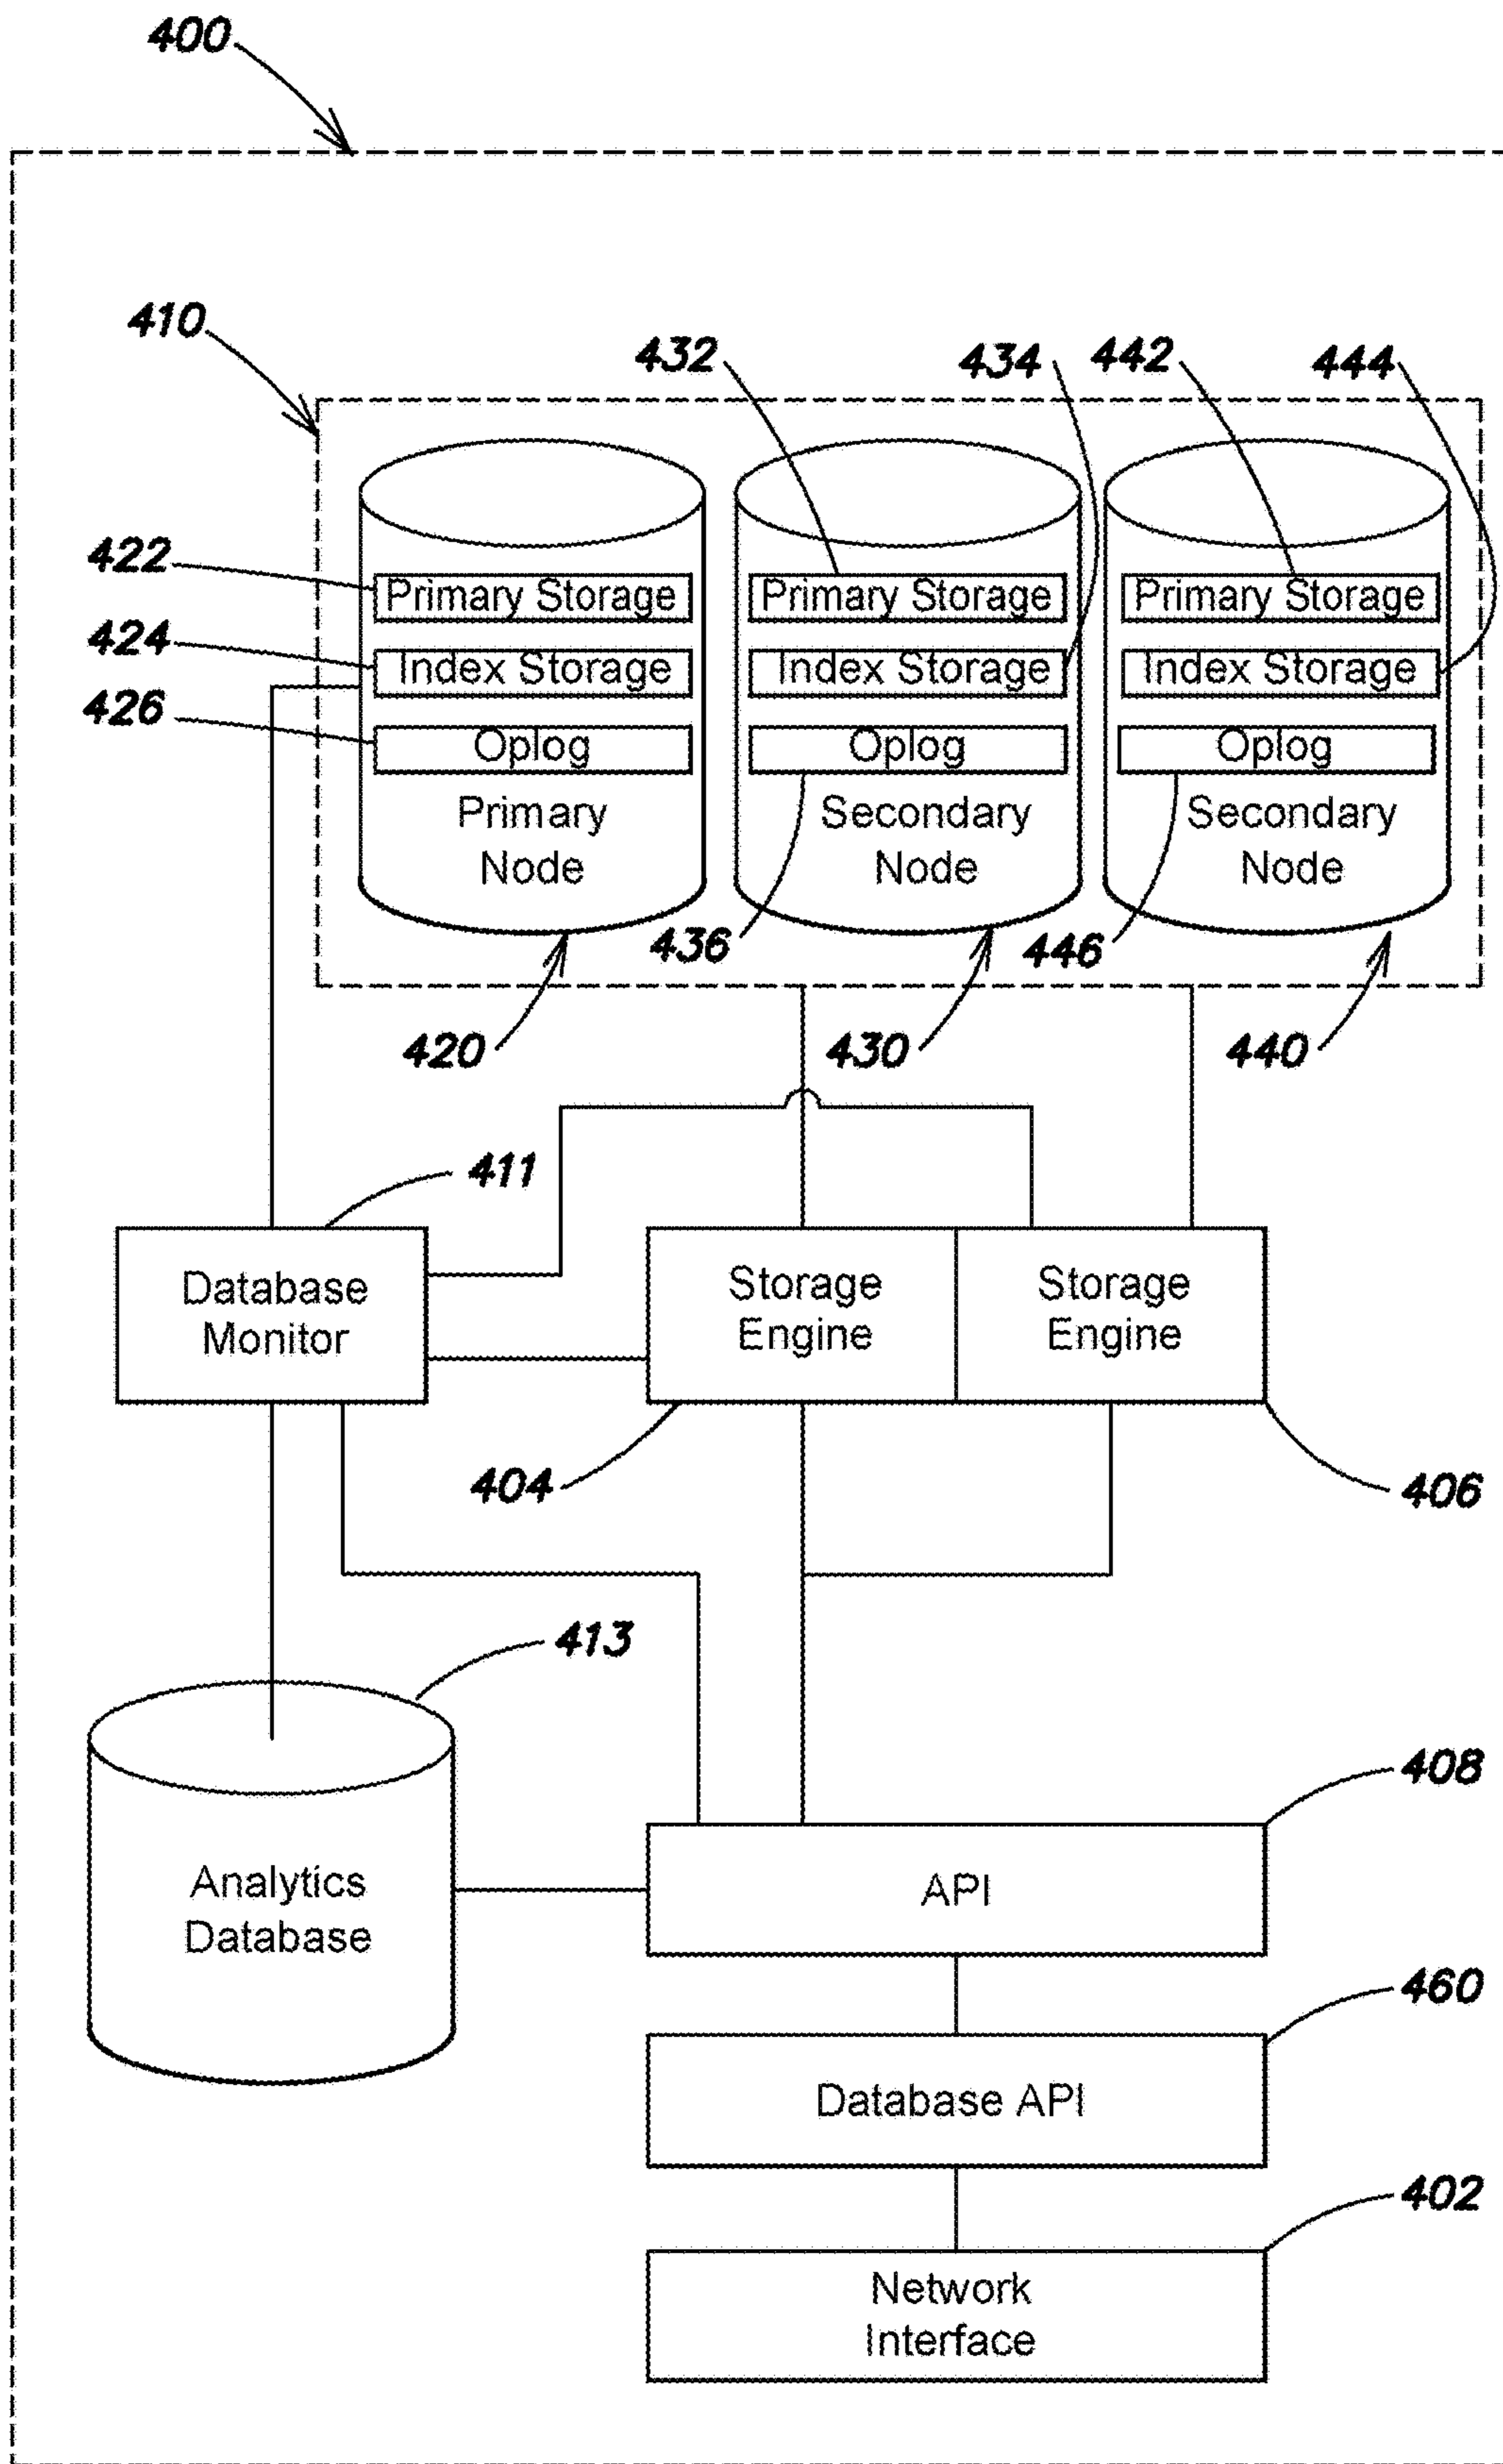 400
410
432
434
442
444
422
Primary Storage
Primary Storage
Primary Storage
424
Index Storage
Index Storage
Index Storage
426
Oplog
Oplog
Oplog
Primary
Node
Secondary
Node
Secondary
Node
436
446
420
430
440
411
Database
Monitor
Storage
Engine
Storage
Engine
404
406
413
Analytics
Database
408
API
460
Database API
402
Network
Interface